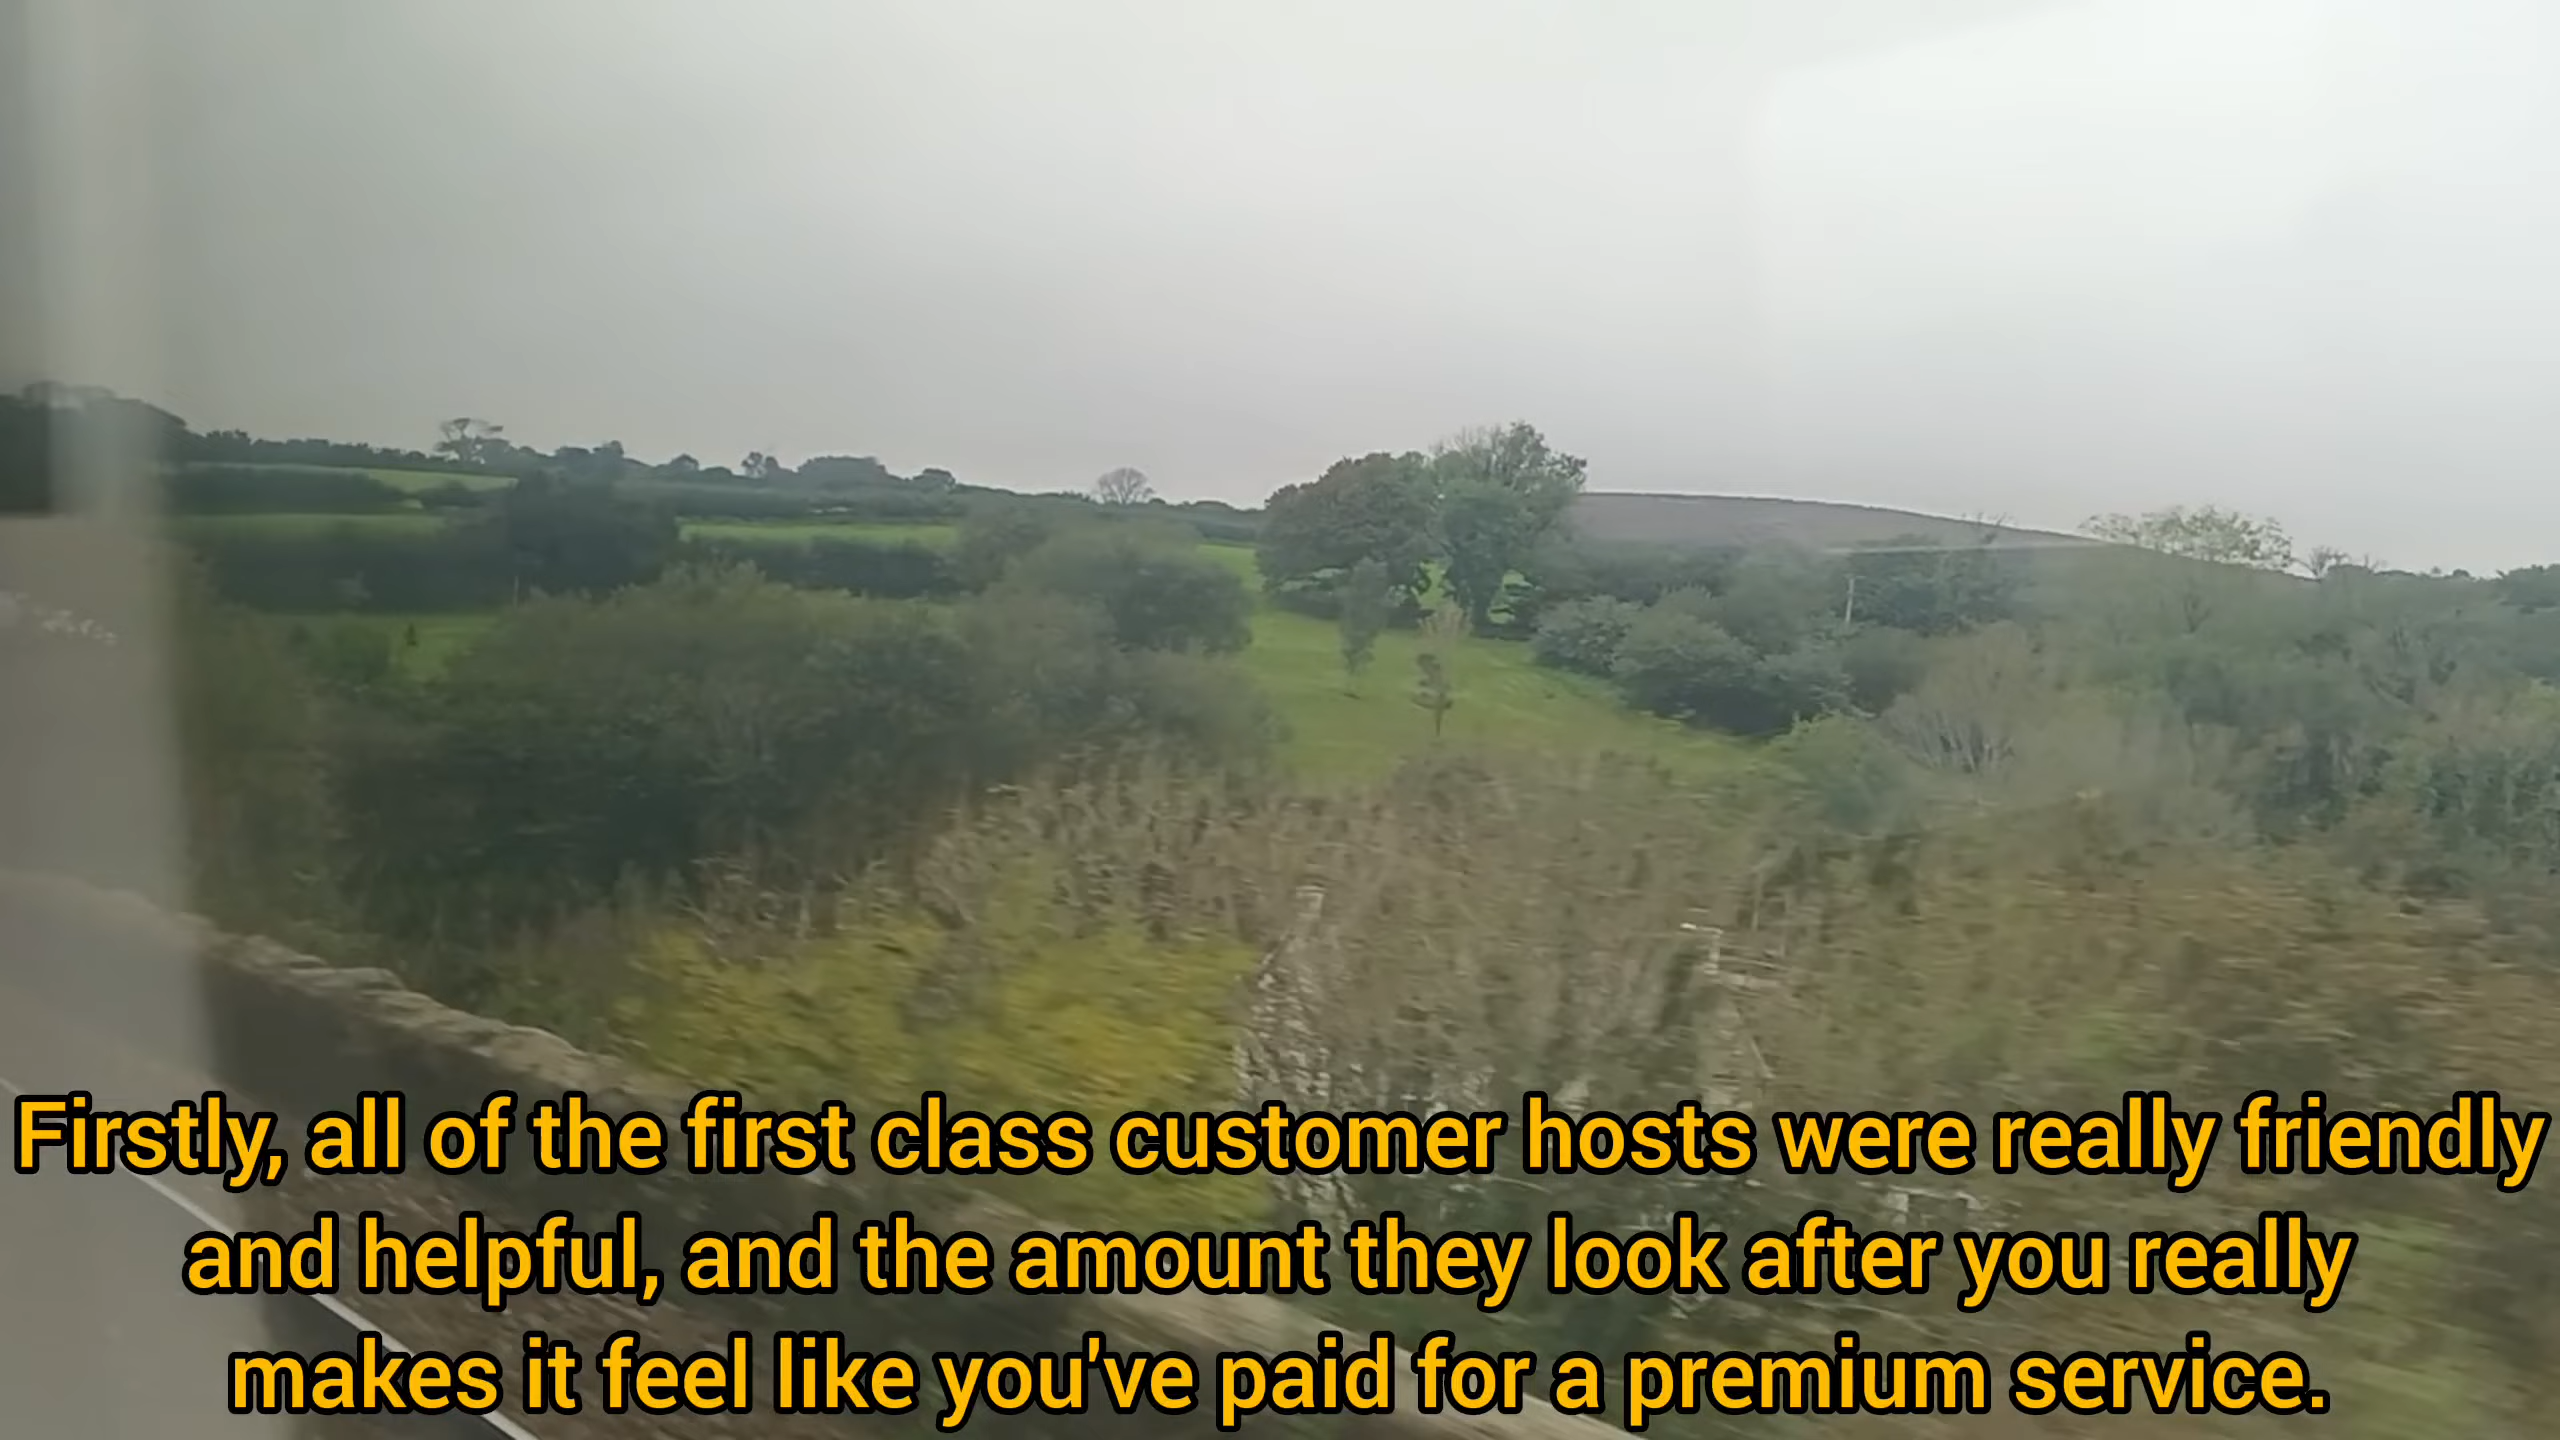 Firstly, all of the first class customer hosts were really friendly
and helpful, and the amount they look after you really
makes it feel like you've paid for a premium service.